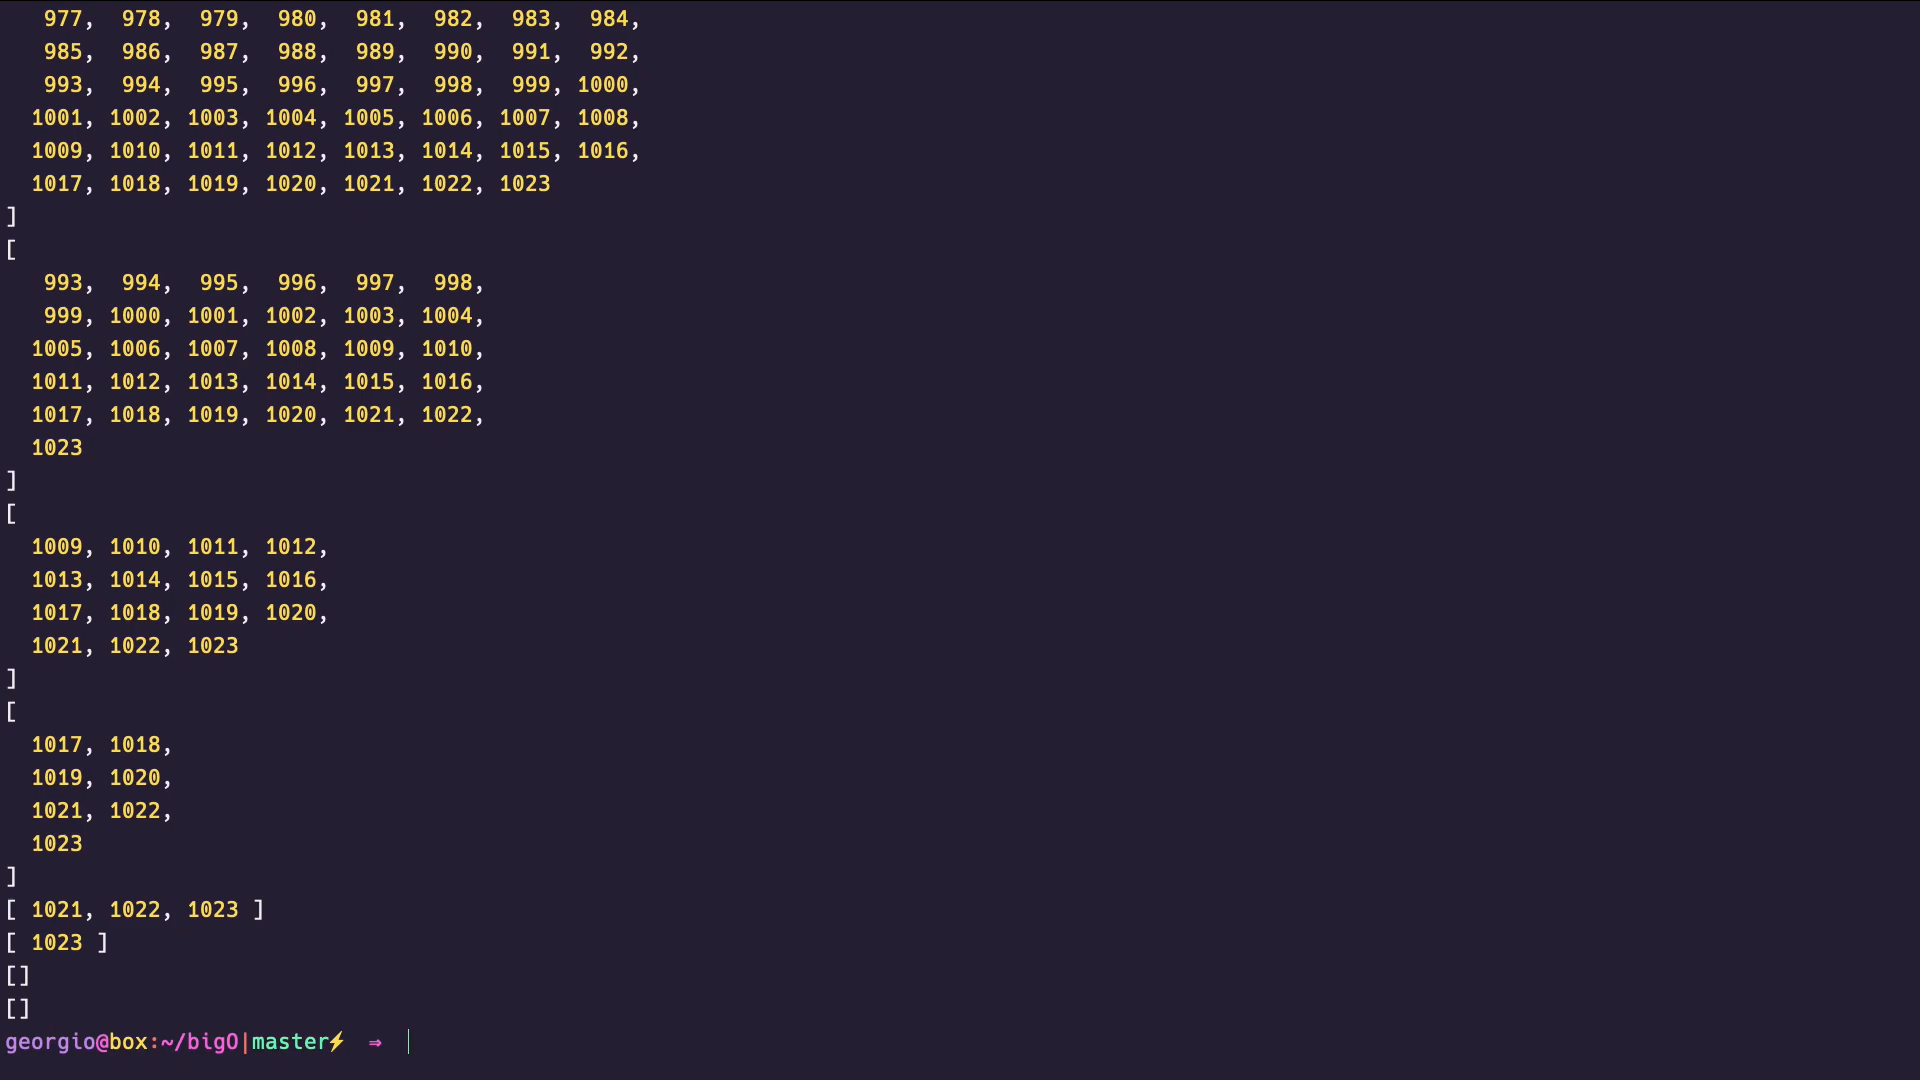 977,  978,  979,  980,  981,  982,  983,  984,
985,  986,  987,  988,  989,  990,  991,  992,
993,  994,  995,  996,  997,  998,  999, 1000,
1001, 1002, 1003, 1004, 1005, 1006, 1007, 1008,
1009, 1010, 1011, 1012, 1013, 1014, 1015, 1016,
1017, 1018, 1019, 1020, 1021, 1022, 1023
]
[
993,  994,  995,  996,  997,  998,
999, 1000, 1001, 1002, 1003, 1004,
1005, 1006, 1007, 1008, 1009, 1010,
1011, 1012, 1013, 1014, 1015, 1016,
1017, 1018, 1019, 1020, 1021, 1022,
1023
]
[
1009, 1010, 1011, 1012,
1013, 1014, 1015, 1016,
1017, 1018, 1019, 1020,
1021, 1022, 1023
]
[
1017, 1018,
1019, 1020,
1021, 1022,
1023
]
[ 1021, 1022, 1023 ]
[ 1023 ]
[]
[]
georgio@box:~/bigO|master⚡ ⇒